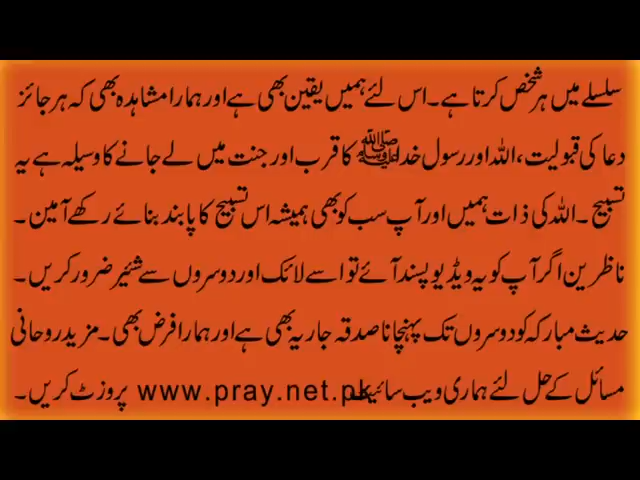 سلسلے میں ہر شخص کرتا ہے۔ اس لئے ہمیں یقین بھی ہے اور ہمارا مشاہدہ بھی کہ ہر جائز
دعا کی قبولیت، اللہ اور رسول خدا ﷺ کا قرب اور جنت میں لے جانے کا وسیلہ ہے یہ
تسبیح۔ اللہ کی ذات ہمیں اور آپ سب کو بھی ہمیشہ اس تسبیح کا پابند بنائے رکھے آمین۔
ناظرین اگر آپ کو یہ ویڈیو پسند آئے تو اسے لائک اور دوسروں سے شئیر ضرور کریں۔
حدیث مبارکہ کو دوسروں تک پہنچانا صدقہ جاریہ بھی ہے اور ہمارا فرض بھی۔ مزید روحانی
مسائل کے حل لئے ہماری ویب سائیٹ www.pray.net.pk پر وزٹ کریں۔